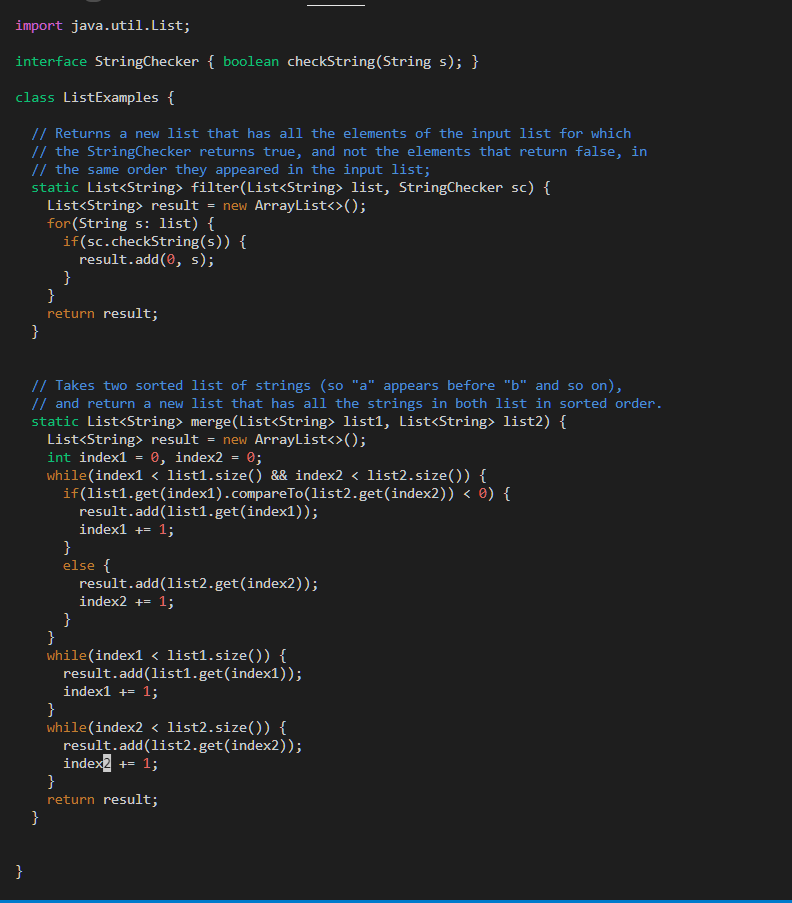 import java.util.List;
interface StringChecker { boolean checkString(String s); }
class ListExamples {
  // Returns a new list that has all the elements of the input list for which
  // the StringChecker returns true, and not the elements that return false, in
  // the same order they appeared in the input list;
  static List<String> filter(List<String> list, StringChecker sc) {
    List<String> result = new ArrayList<>();
    for(String s: list) {
      if(sc.checkString(s)) {
        result.add(0, s);
      }
    }
    return result;
  }
  // Takes two sorted list of strings (so "a" appears before "b" and so on),
  // and return a new list that has all the strings in both list in sorted order.
  static List<String> merge(List<String> list1, List<String> list2) {
    List<String> result = new ArrayList<>();
    int index1 = 0, index2 = 0;
    while(index1 < list1.size() && index2 < list2.size()) {
      if(list1.get(index1).compareTo(list2.get(index2)) < 0) {
        result.add(list1.get(index1));
        index1 += 1;
      }
      else {
        result.add(list2.get(index2));
        index2 += 1;
      }
    }
    while(index1 < list1.size()) {
      result.add(list1.get(index1));
      index1 += 1;
    }
    while(index2 < list2.size()) {
      result.add(list2.get(index2));
      index2 += 1;
    }
    return result;
  }
}